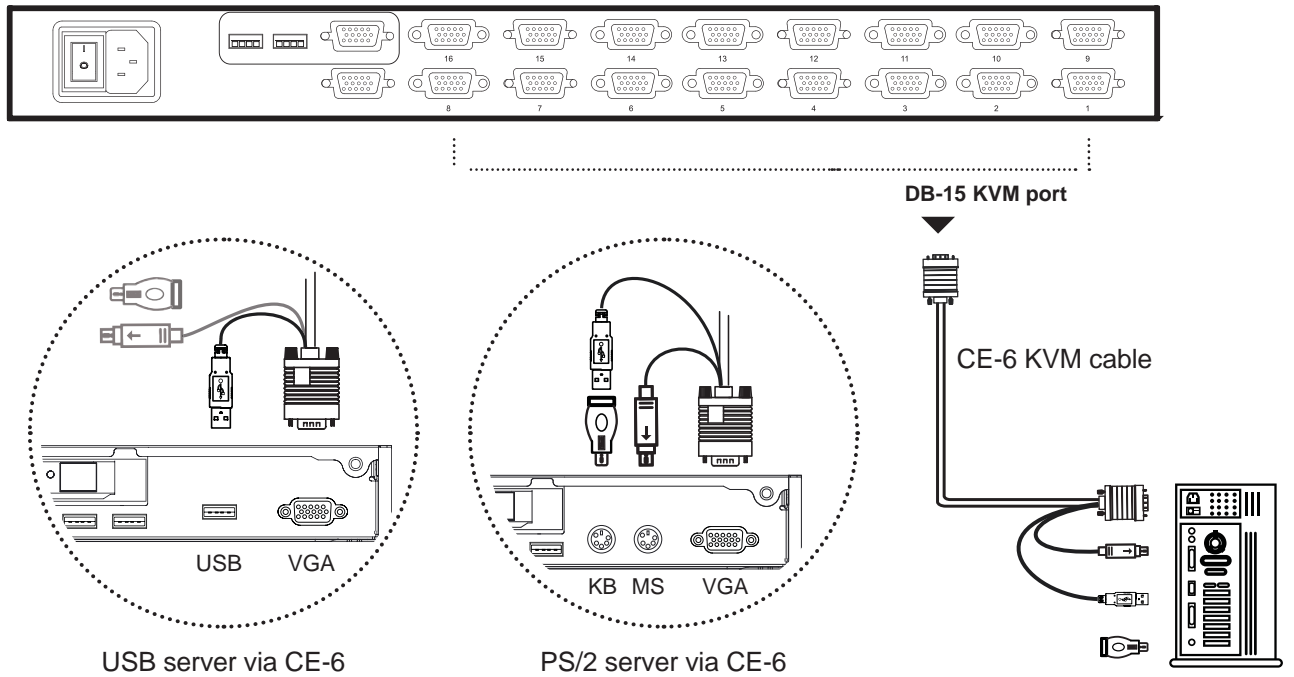 16 15 14 13 12 11 10 9
8 7 6 5 4 3 2 1
DB-15 KVM port
CE-6 KVM cable
USB VGA
KB MS VGA
USB server via CE-6
PS/2 server via CE-6